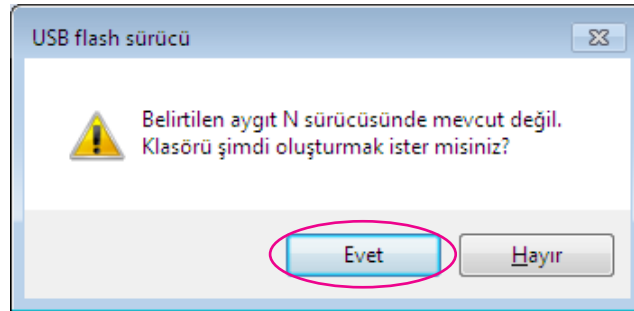 USB flash sürücü
Belirtilen aygıt N sürücüsünde mevcut değil.
Klasörü şimdi oluşturmak ister misiniz?
Evet
Hayır